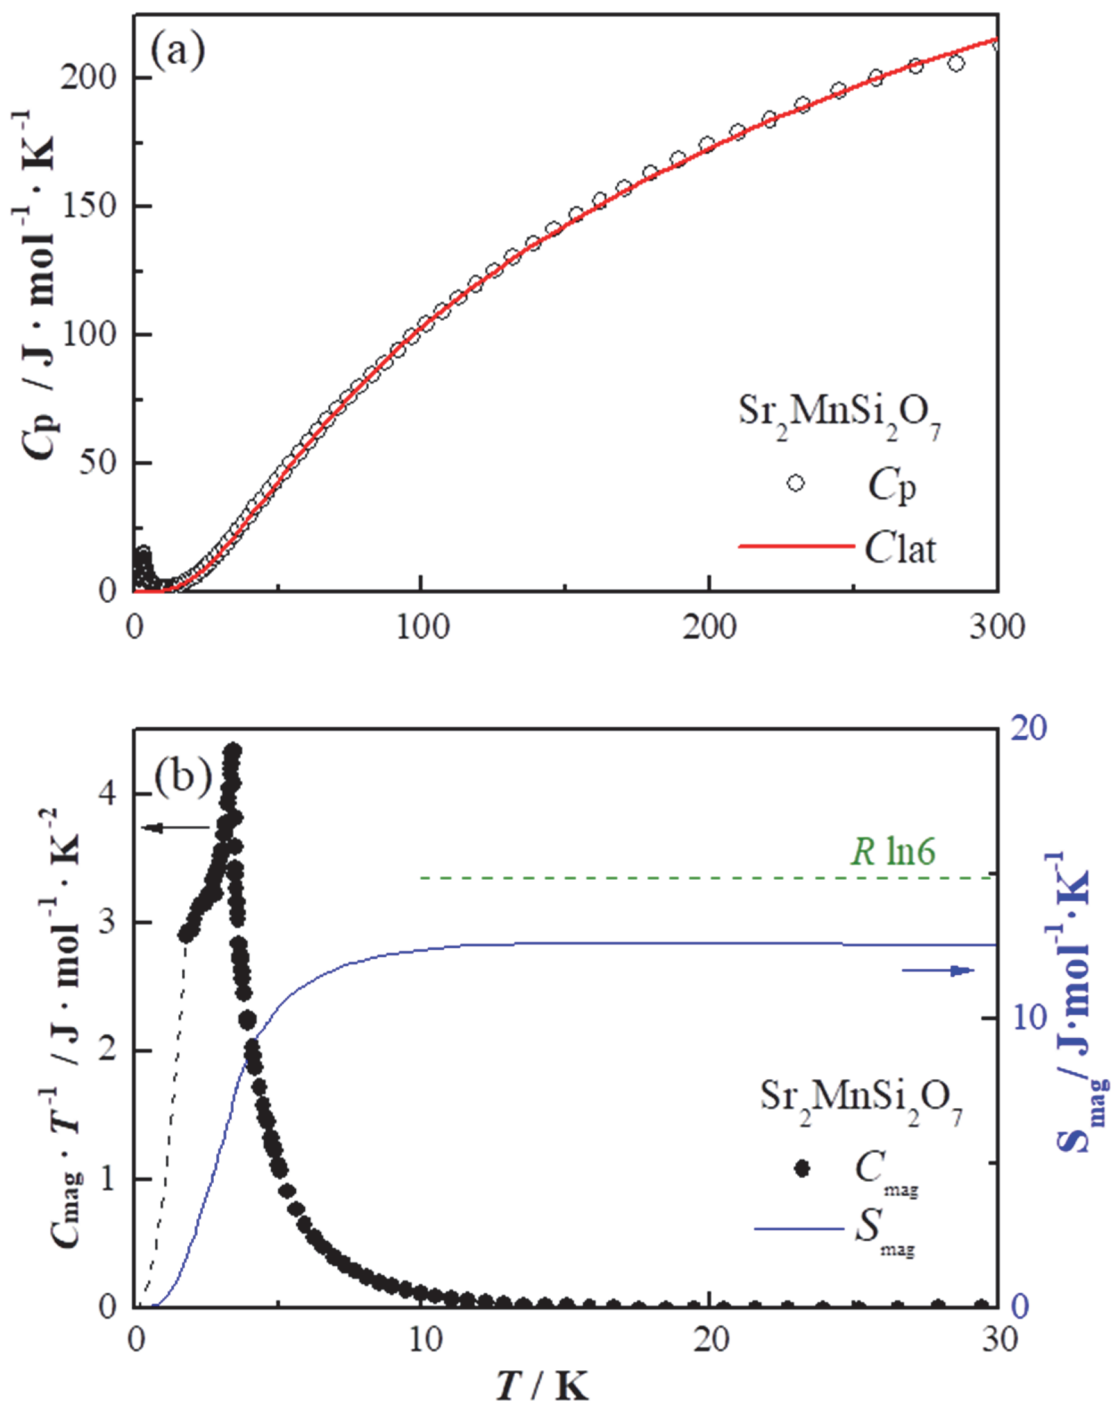 (a)
200
150
100
50
0
Cp / J · mol⁻¹ · K⁻¹
Sr₂MnSi₂O₇
Cp
Clat
0 100 200 300
(b)
4
3
2
1
0
Cmag · T⁻¹ / J · mol⁻¹ · K⁻²
20
10
0
Smag/ J·mol⁻¹·K⁻¹
R ln6
Sr₂MnSi₂O₇
Cmag
Smag
0 10 20 30
T / K